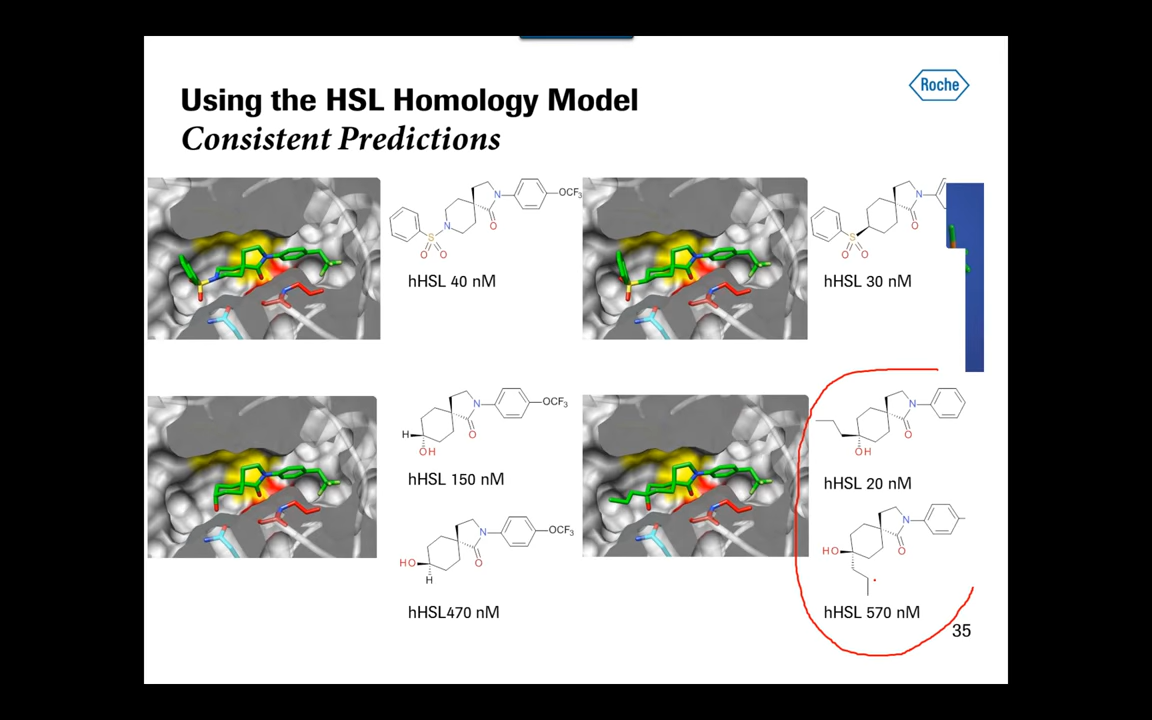 Roche
Using the HSL Homology Model
Consistent Predictions
N
OCF3
O
N
S
O O
hHSL 40 nM
N
O
S
O O
hHSL 30 nM
N
OCF3
H
O
OH
hHSL 150 nM
N
OCF3
O
HO
H
hHSL470 nM
N
O
OH
hHSL 20 nM
N
HO
O
hHSL 570 nM
35